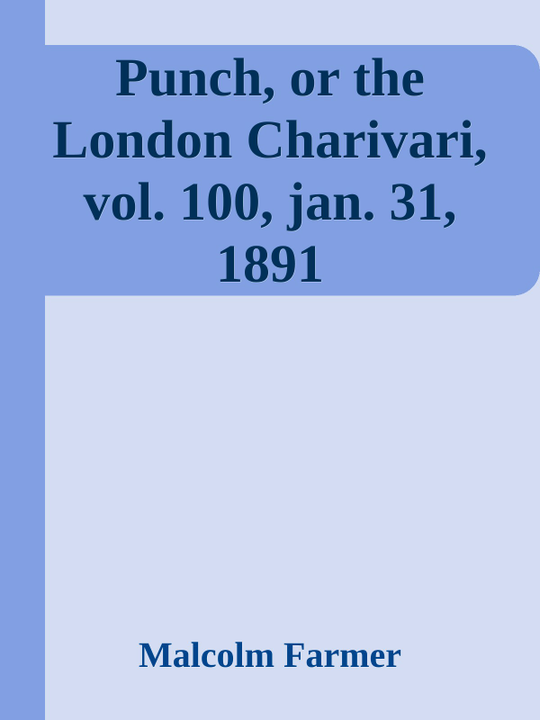 Punch, or the
London Charivari,
vol. 100, jan. 31,
1891
Malcolm Farmer